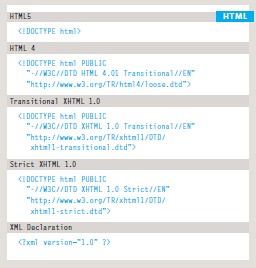 HTML5
HTML
<!DOCTYPE html>
HTML 4
<!DOCTYPE html PUBLIC
"-//W3C//DTD HTML 4.01 Transitional//EN"
"http://www.w3.org/TR/html4/loose.dtd">
Transitional XHTML 1.0
<!DOCTYPE html PUBLIC
"-//W3C//DTD XHTML 1.0 Transitional//EN"
"http://www.w3.org/TR/xhtml1/DTD/
xhtml1-transitional.dtd">
Strict XHTML 1.0
<!DOCTYPE html PUBLIC
"-//W3C//DTD XHTML 1.0 Strict//EN"
"http://www.w3.org/TR/xhtml1/DTD/
xhtml1-strict.dtd">
XML Declaration
<?xml version="1.0" ?>